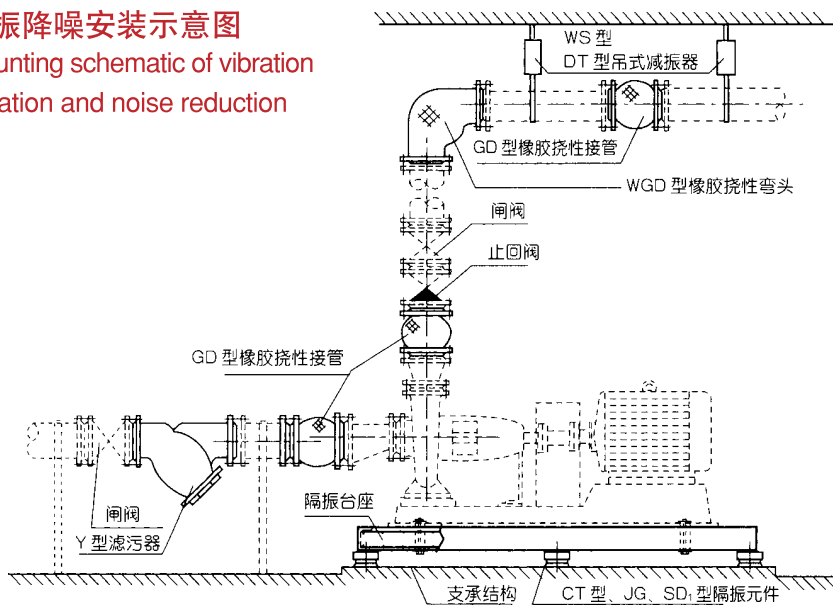 振降噪安装示意图
unting schematic of vibration
ation and noise reduction
WS 型
DT 型吊式减振器
GD 型橡胶挠性接管
WGD 型橡胶挠性弯头
闸阀
止回阀
GD 型橡胶挠性接管
隔振台座
闸阀
Y 型滤污器
支承结构
CT 型、JG、SD₁ 型隔振元件